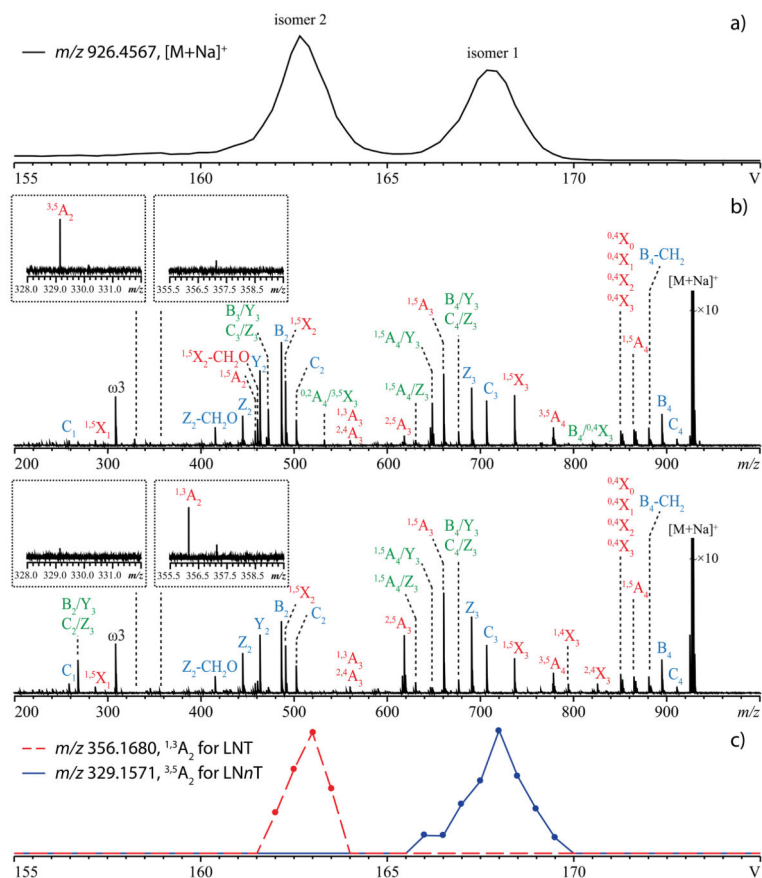 a)
isomer 2
isomer 1
m/z 926.4567, [M+Na]⁺
155 160 165 170 V
b)
³,⁵A₂
328.0 329.1 331.0 m/z
355.5 356.5 357.5 358.5 m/z
⁰,⁴X₀
⁰,⁴X₁
⁰,⁴X₂
⁰,⁴X₃
B₄-CH₂
[M+Na]⁺
×10
B₃/Y₃
C₃/Z₃
B₂
¹,⁵X₂
¹,⁵X₂-CH₂O
Y₂
¹,⁵A₂
C₂
¹,⁵A₃
B₄/Y₃
C₄/Z₃
¹,⁵A₄/Y₃
¹,⁵A₄/Z₃
Z₃
C₃
¹,⁵X₃
¹,⁵A₄
ω3
Z₂
Z₂-CH₂O
⁰,²A₄/³,⁵X₃
¹,³A₃
²,⁴A₃
²,⁵A₃
³,⁵A₄
B₄/⁰,⁴X₃
B₄
C₄
C₁
¹,⁵X₁
200 300 400 500 600 700 800 900 m/z
328.0 329.1 331.0 m/z
¹,³A₂
355.5 356.5 357.5 358.5 m/z
⁰,⁴X₀
⁰,⁴X₁
⁰,⁴X₂
⁰,⁴X₃
B₄-CH₂
[M+Na]⁺
×10
B₂/Y₃
C₂/Z₃
ω3
C₁
¹,⁵X₁
Z₂-CH₂O
Z₂
Y₂
B₂
¹,⁵X₂
C₂
¹,³A₃
²,⁴A₃
²,⁵A₃
¹,⁵A₄/Z₃
¹,⁵A₄/Y₃
¹,⁵A₃
B₄/Y₃
C₄/Z₃
Z₃
C₃
¹,⁵X₃
³,⁵A₄
¹,⁴X₃
²,⁴X₃
¹,⁵A₄
B₄
C₄
200 300 400 500 600 700 800 900 m/z
c)
m/z 356.1680, ¹,³A₂ for LNT
m/z 329.1571, ³,⁵A₂ for LNnT
155 160 165 170 V